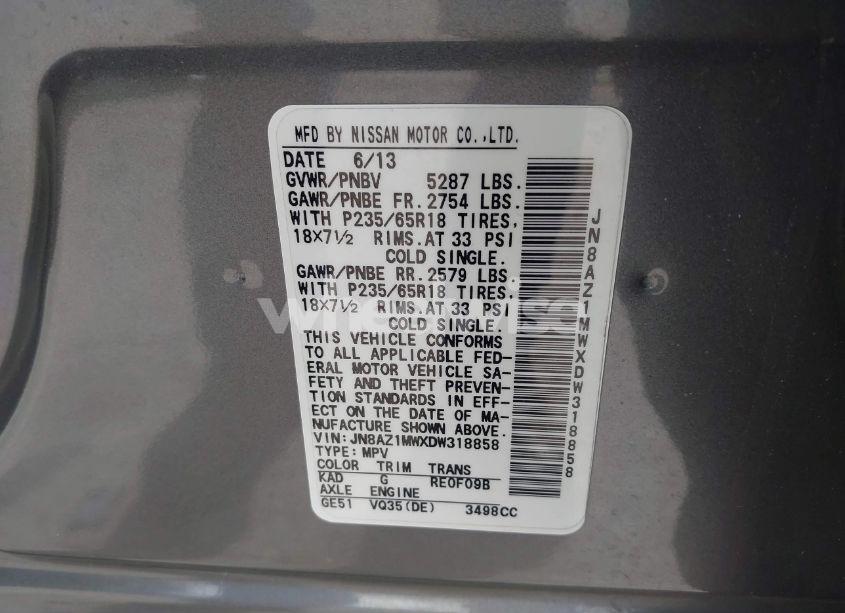 MFD BY NISSAN MOTOR CO.,LTD.
DATE 6/13
GVWR/PNBV 5287 LBS.
GAWR/PNBE FR. 2754 LBS.
WITH P235/65R18 TIRES,
18X7½ RIMS. AT 33 PSI
COLD SINGLE.
GAWR/PNBE RR. 2579 LBS.
WITH P235/65R18 TIRES,
18X7½ RIMS. AT 33 PSI
COLD SINGLE.
THIS VEHICLE CONFORMS
TO ALL APPLICABLE FED-
ERAL MOTOR VEHICLE SA-
FETY AND THEFT PREVEN-
TION STANDARDS IN EFF-
ECT ON THE DATE OF MA-
NUFACTURE SHOWN ABOVE.
VIN: JN8AZ1MWXDW318858
TYPE: MPV
COLOR TRIM TRANS
KAD G RE0F09B
AXLE ENGINE
GE51 VQ35(DE) 3498CC
JN8AZ1MWXDW318858